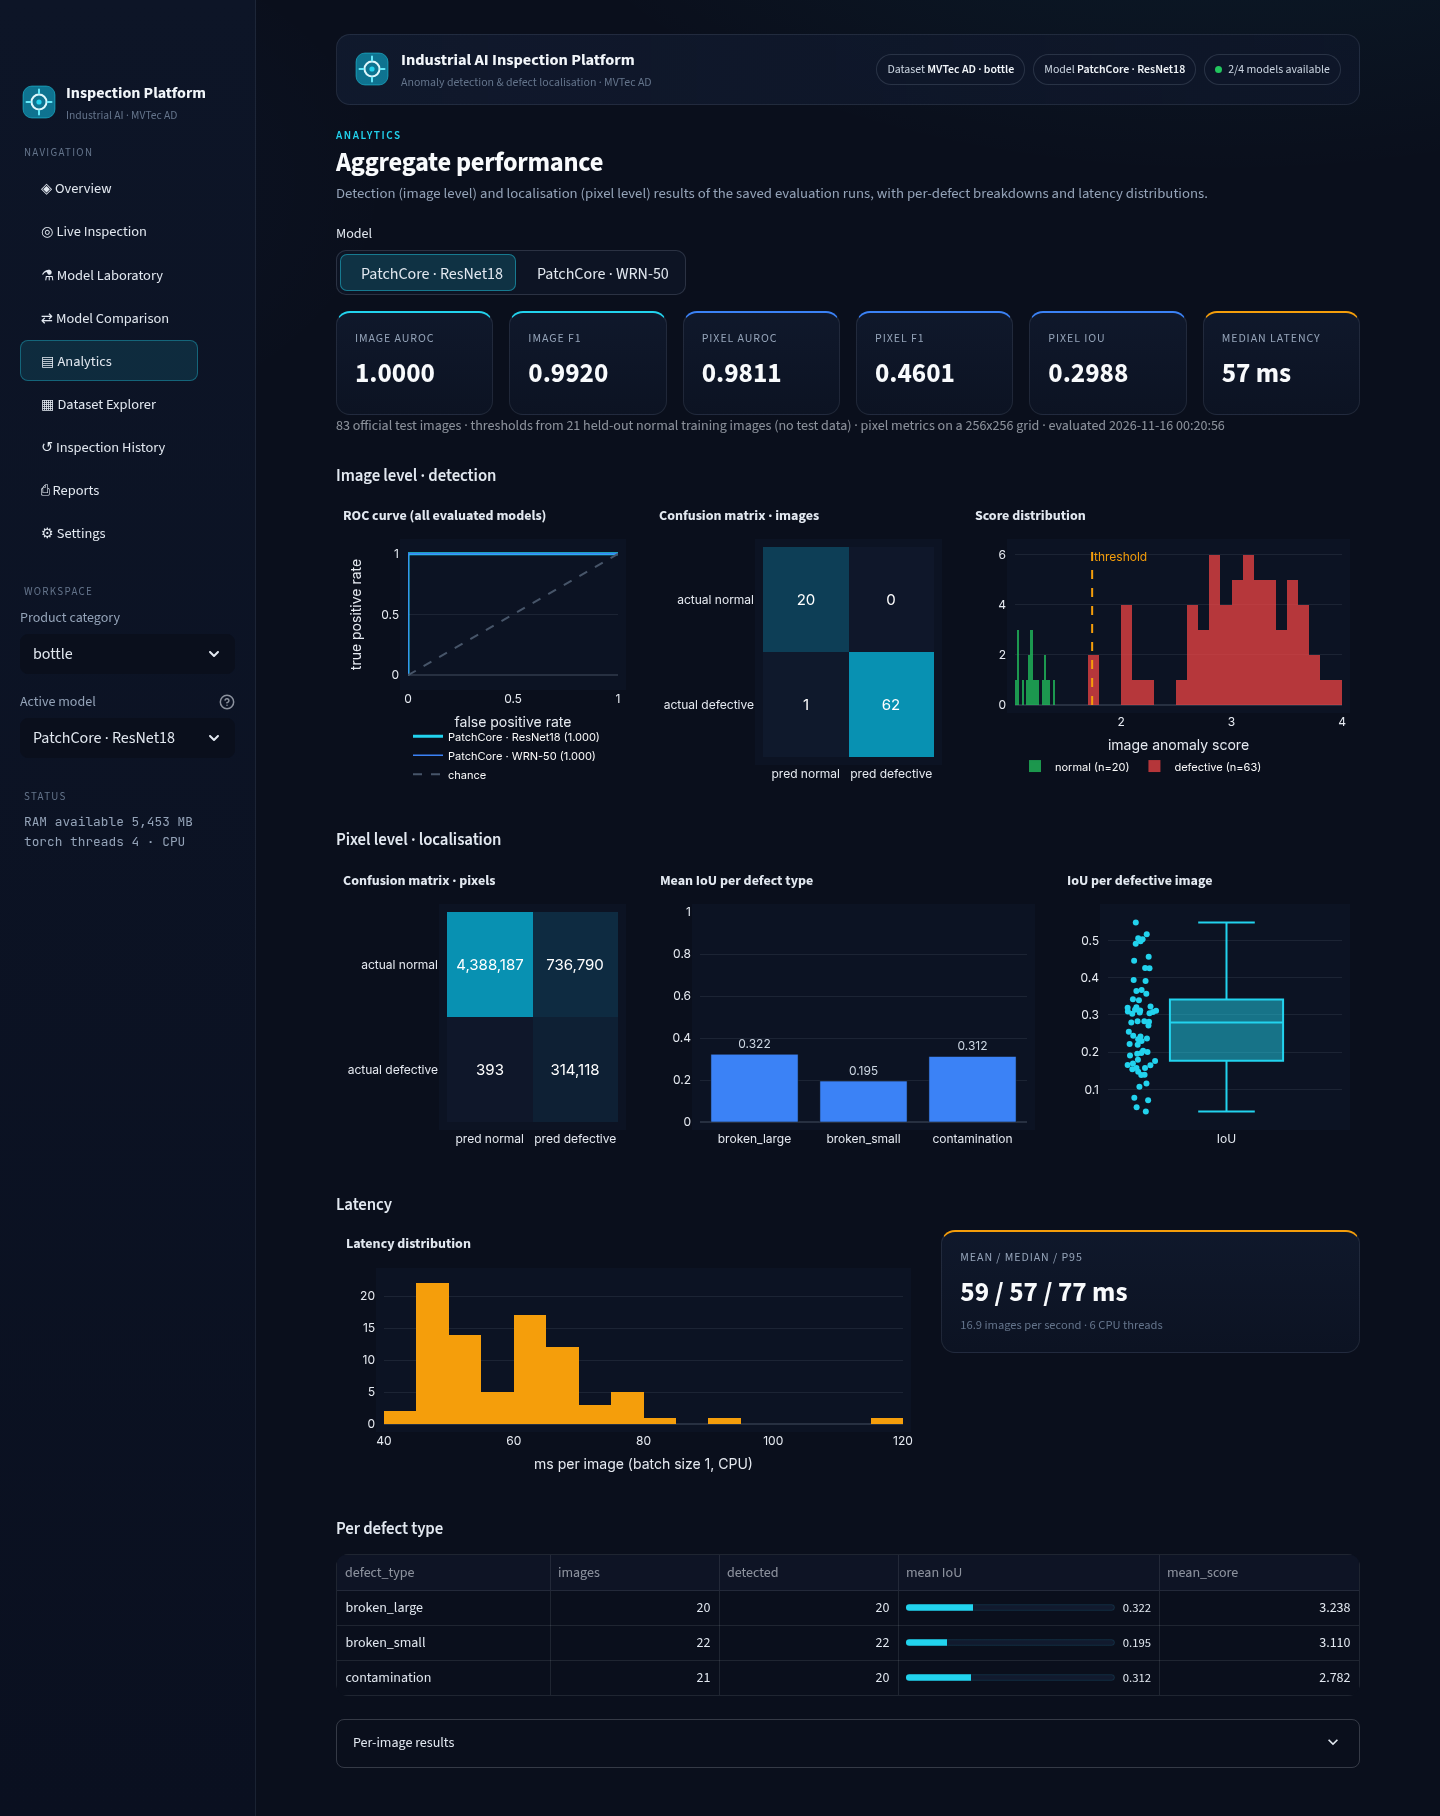 Inspection Platform
Industrial AI · MVTec AD
NAVIGATION
◈ Overview
◎ Live Inspection
⚗ Model Laboratory
⇄ Model Comparison
▤ Analytics
▦ Dataset Explorer
↺ Inspection History
⎙ Reports
⚙ Settings
WORKSPACE
Product category
bottle
Active model
PatchCore · ResNet18
STATUS
RAM available 5,453 MB
torch threads 4 · CPU
Industrial AI Inspection Platform
Anomaly detection & defect localisation · MVTec AD
Dataset MVTec AD · bottle
Model PatchCore · ResNet18
2/4 models available
ANALYTICS
Aggregate performance
Detection (image level) and localisation (pixel level) results of the saved evaluation runs, with per-defect breakdowns and latency distributions.
Model
PatchCore · ResNet18
PatchCore · WRN-50
IMAGE AUROC
1.0000
IMAGE F1
0.9920
PIXEL AUROC
0.9811
PIXEL F1
0.4601
PIXEL IOU
0.2988
MEDIAN LATENCY
57 ms
83 official test images · thresholds from 21 held-out normal training images (no test data) · pixel metrics on a 256x256 grid · evaluated 2026-11-16 00:20:56
Image level · detection
ROC curve (all evaluated models)
true positive rate
1
0.5
0
0 0.5 1
false positive rate
PatchCore · ResNet18 (1.000)
PatchCore · WRN-50 (1.000)
chance
Confusion matrix · images
actual normal 20 0
actual defective 1 62
pred normal pred defective
Score distribution
threshold
6
4
2
0
2 3 4
image anomaly score
normal (n=20) defective (n=63)
Pixel level · localisation
Confusion matrix · pixels
actual normal 4,388,187 736,790
actual defective 393 314,118
pred normal pred defective
Mean IoU per defect type
1
0.8
0.6
0.4
0.2
0
0.322 0.195 0.312
broken_large broken_small contamination
IoU per defective image
0.5
0.4
0.3
0.2
0.1
IoU
Latency
Latency distribution
20
15
10
5
0
40 60 80 100 120
ms per image (batch size 1, CPU)
MEAN / MEDIAN / P95
59 / 57 / 77 ms
16.9 images per second · 6 CPU threads
Per defect type
defect_type images detected mean IoU mean_score
broken_large 20 20 0.322 3.238
broken_small 22 22 0.195 3.110
contamination 21 20 0.312 2.782
Per-image results